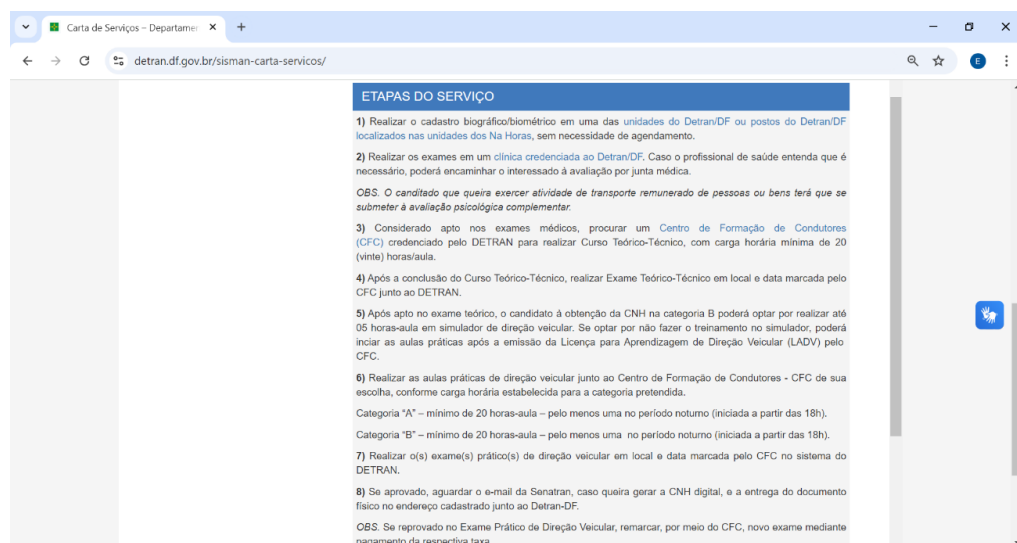 Carta de Serviços – Departamer
detran.df.gov.br/sisman-carta-servicos/
E
ETAPAS DO SERVIÇO
1) Realizar o cadastro biográfico/biométrico em uma das unidades do Detran/DF ou postos do Detran/DF
localizados nas unidades dos Na Horas, sem necessidade de agendamento.
2) Realizar os exames em um clínica credenciada ao Detran/DF. Caso o profissional de saúde entenda que é
necessário, poderá encaminhar o interessado à avaliação por junta médica.
OBS. O canditado que queira exercer atividade de transporte remunerado de pessoas ou bens terá que se
submeter à avaliação psicológica complementar.
3) Considerado apto nos exames médicos, procurar um Centro de Formação de Condutores
(CFC) credenciado pelo DETRAN para realizar Curso Teórico-Técnico, com carga horária mínima de 20
(vinte) horas/aula.
4) Após a conclusão do Curso Teórico-Técnico, realizar Exame Teórico-Técnico em local e data marcada pelo
CFC junto ao DETRAN.
5) Após apto no exame teórico, o candidato à obtenção da CNH na categoria B poderá optar por realizar até
05 horas-aula em simulador de direção veicular. Se optar por não fazer o treinamento no simulador, poderá
inciar as aulas práticas após a emissão da Licença para Aprendizagem de Direção Veicular (LADV) pelo
CFC.
6) Realizar as aulas práticas de direção veicular junto ao Centro de Formação de Condutores - CFC de sua
escolha, conforme carga horária estabelecida para a categoria pretendida.
Categoria “A” – mínimo de 20 horas-aula – pelo menos uma no período noturno (iniciada a partir das 18h).
Categoria “B” – mínimo de 20 horas-aula – pelo menos uma no período noturno (iniciada a partir das 18h).
7) Realizar o(s) exame(s) prático(s) de direção veicular em local e data marcada pelo CFC no sistema do
DETRAN.
8) Se aprovado, aguardar o e-mail da Senatran, caso queira gerar a CNH digital, e a entrega do documento
físico no endereço cadastrado junto ao Detran-DF.
OBS. Se reprovado no Exame Prático de Direção Veicular, remarcar, por meio do CFC, novo exame mediante
pagamento da respectiva taxa.